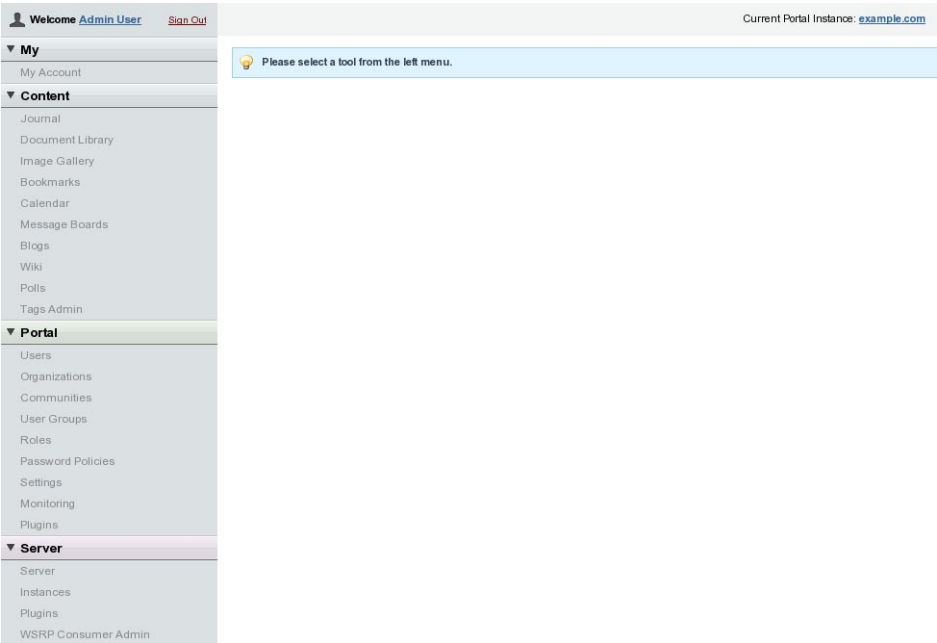 Welcome Admin User Sign Out
Current Portal Instance: example.com
My
My Account
Content
Journal
Document Library
Image Gallery
Bookmarks
Calendar
Message Boards
Blogs
Wiki
Polls
Tags Admin
Portal
Users
Organizations
Communities
User Groups
Roles
Password Policies
Settings
Monitoring
Plugins
Server
Server
Instances
Plugins
WSRP Consumer Admin
Please select a tool from the left menu.